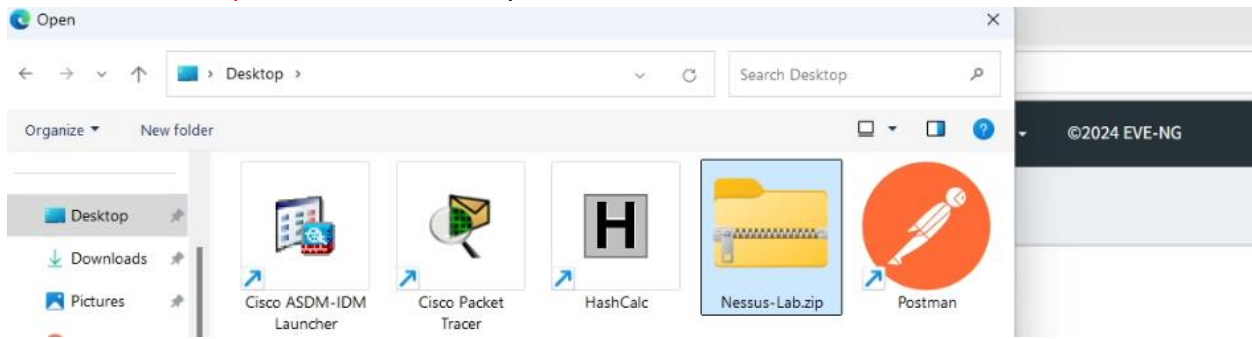 Open
Desktop
Search Desktop
Organize
New folder
©2024 EVE-NG
Desktop
Downloads
Pictures
Cisco ASDM-IDM
Launcher
Cisco Packet
Tracer
H
HashCalc
Nessus-Lab.zip
Postman